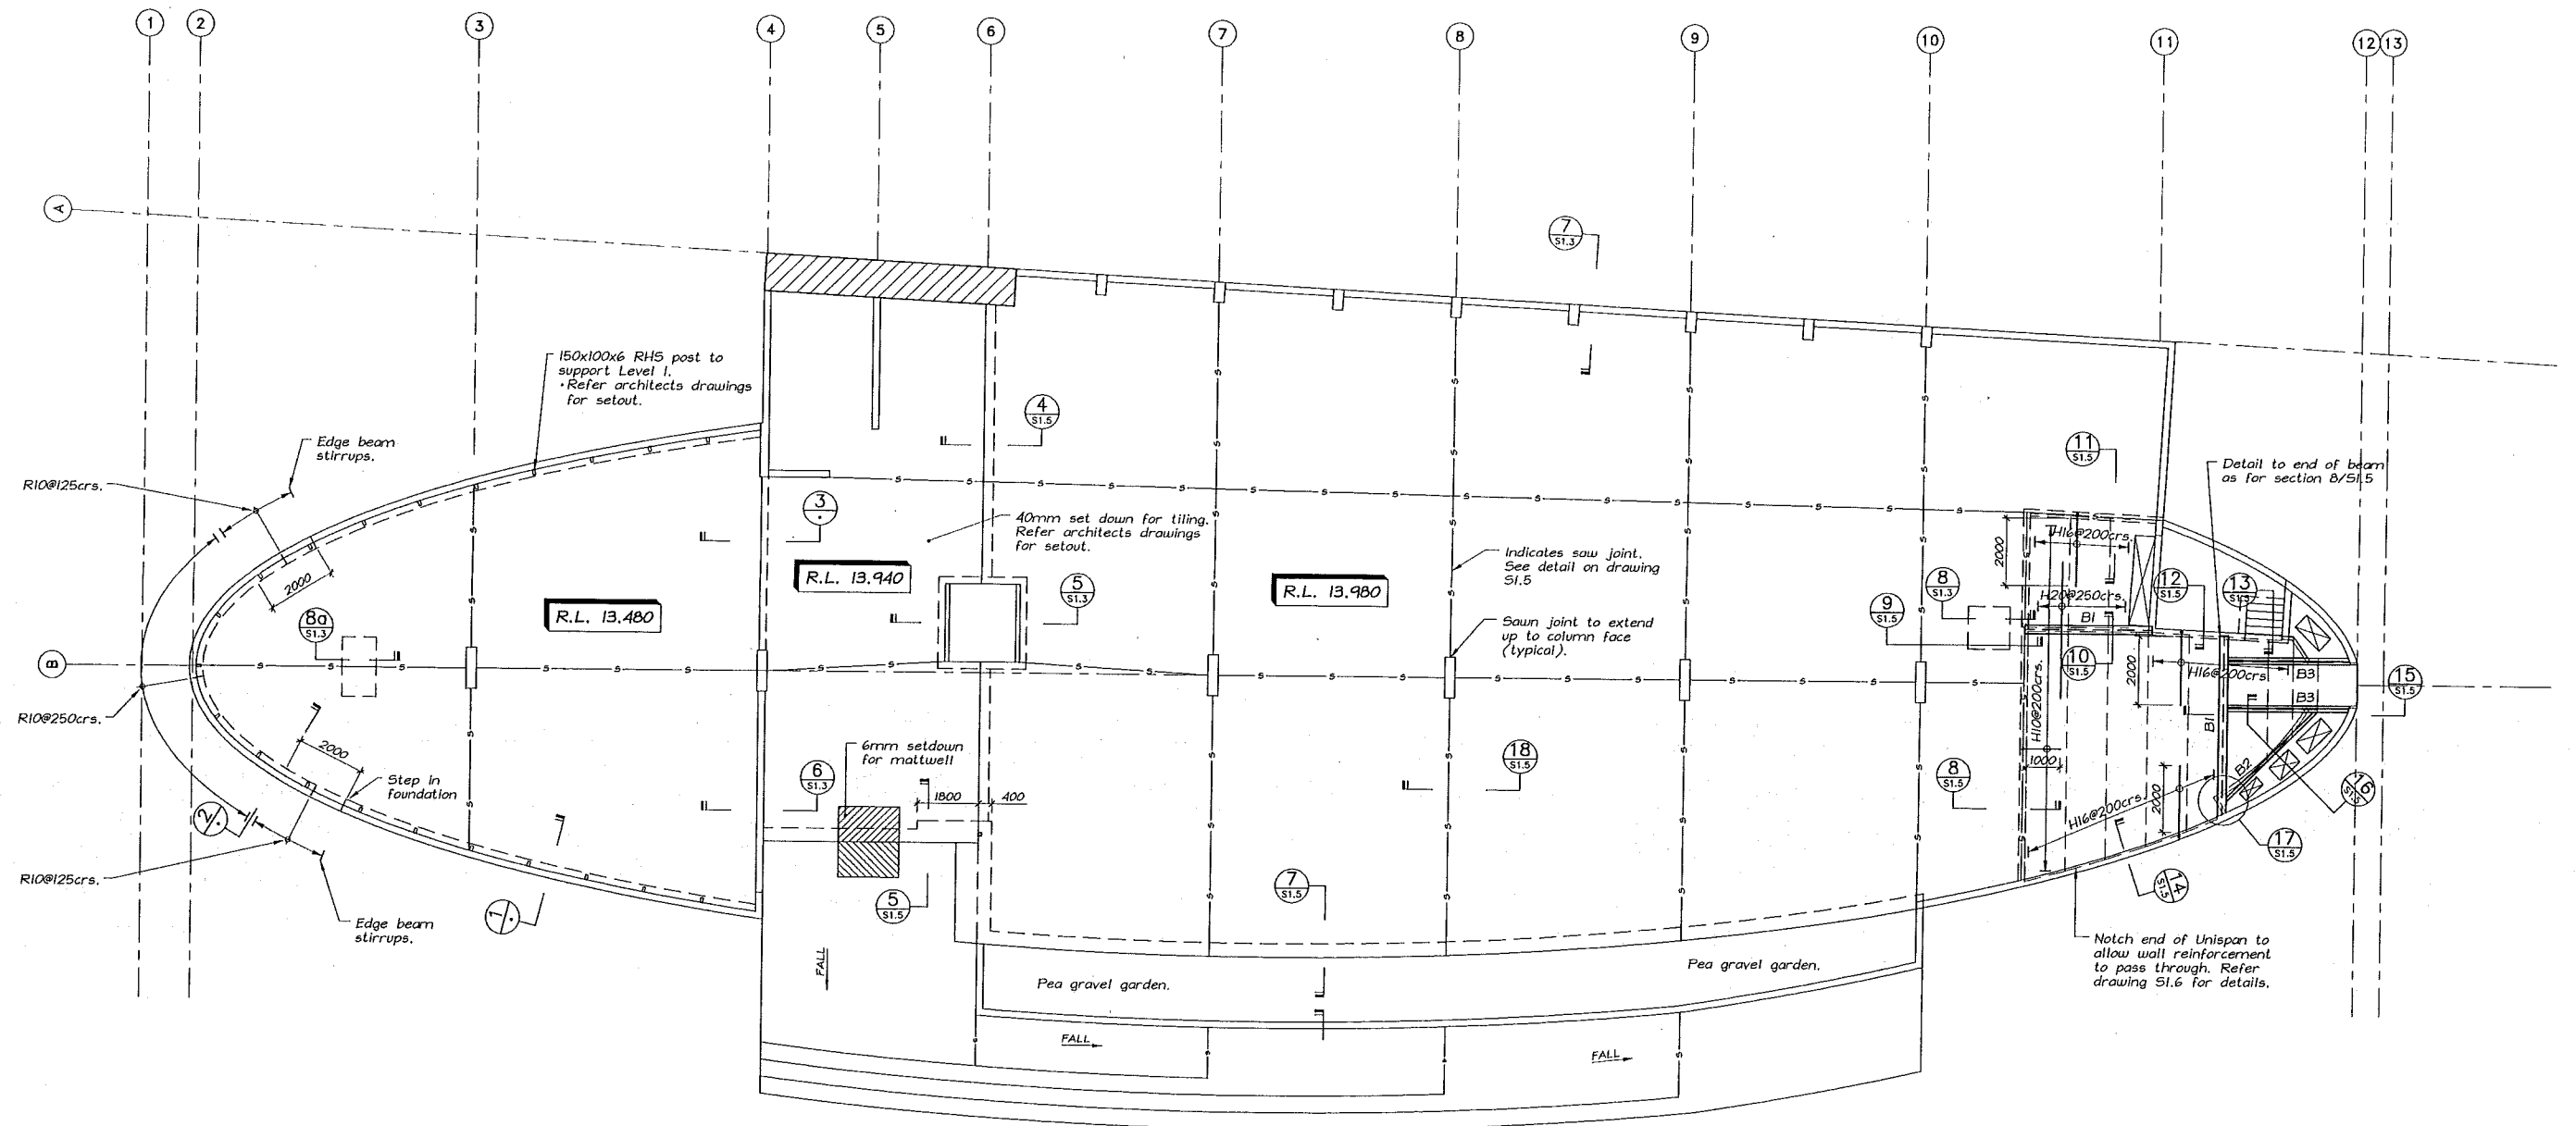 1
2
3
4
5
6
7
8
9
10
11
12
13
A
7
S1.3
150x100x6 RHS post to
support Level 1.
•Refer architects drawings
for setout.
4
S1.5
Edge beam
stirrups.
R10@125crs.
11
S1.5
Detail to end of beam
as for section 8/S1.5
3
40mm set down for tiling.
Refer architects drawings
for setout.
Indicates saw joint.
See detail on drawing
S1.5
2000
H16@200crs.
2000
R.L. 13.940
R.L. 13.480
R.L. 13.980
5
S1.3
8
S1.3
9
S1.5
12
S1.5
13
S1.5
H20@250crs.
B1
8a
S1.3
Sawn joint to extend
up to column face
(typical).
B
10
S1.5
2000
H16@200crs
B3
B3
15
S1.5
R10@250crs.
H10@200crs.
B1
2000
6mm setdown
for mattwell
6
S1.3
18
S1.5
8
S1.5
1000
B2
16
S1.5
Step in
foundation
1800
400
2
H16@200crs.
2000
17
S1.5
R10@125crs.
7
S1.5
14
S1.5
5
S1.5
1
Edge beam
stirrups.
FALL
Pea gravel garden.
Pea gravel garden.
Notch end of Unispan to
allow wall reinforcement
to pass through. Refer
drawing S1.6 for details.
FALL
FALL